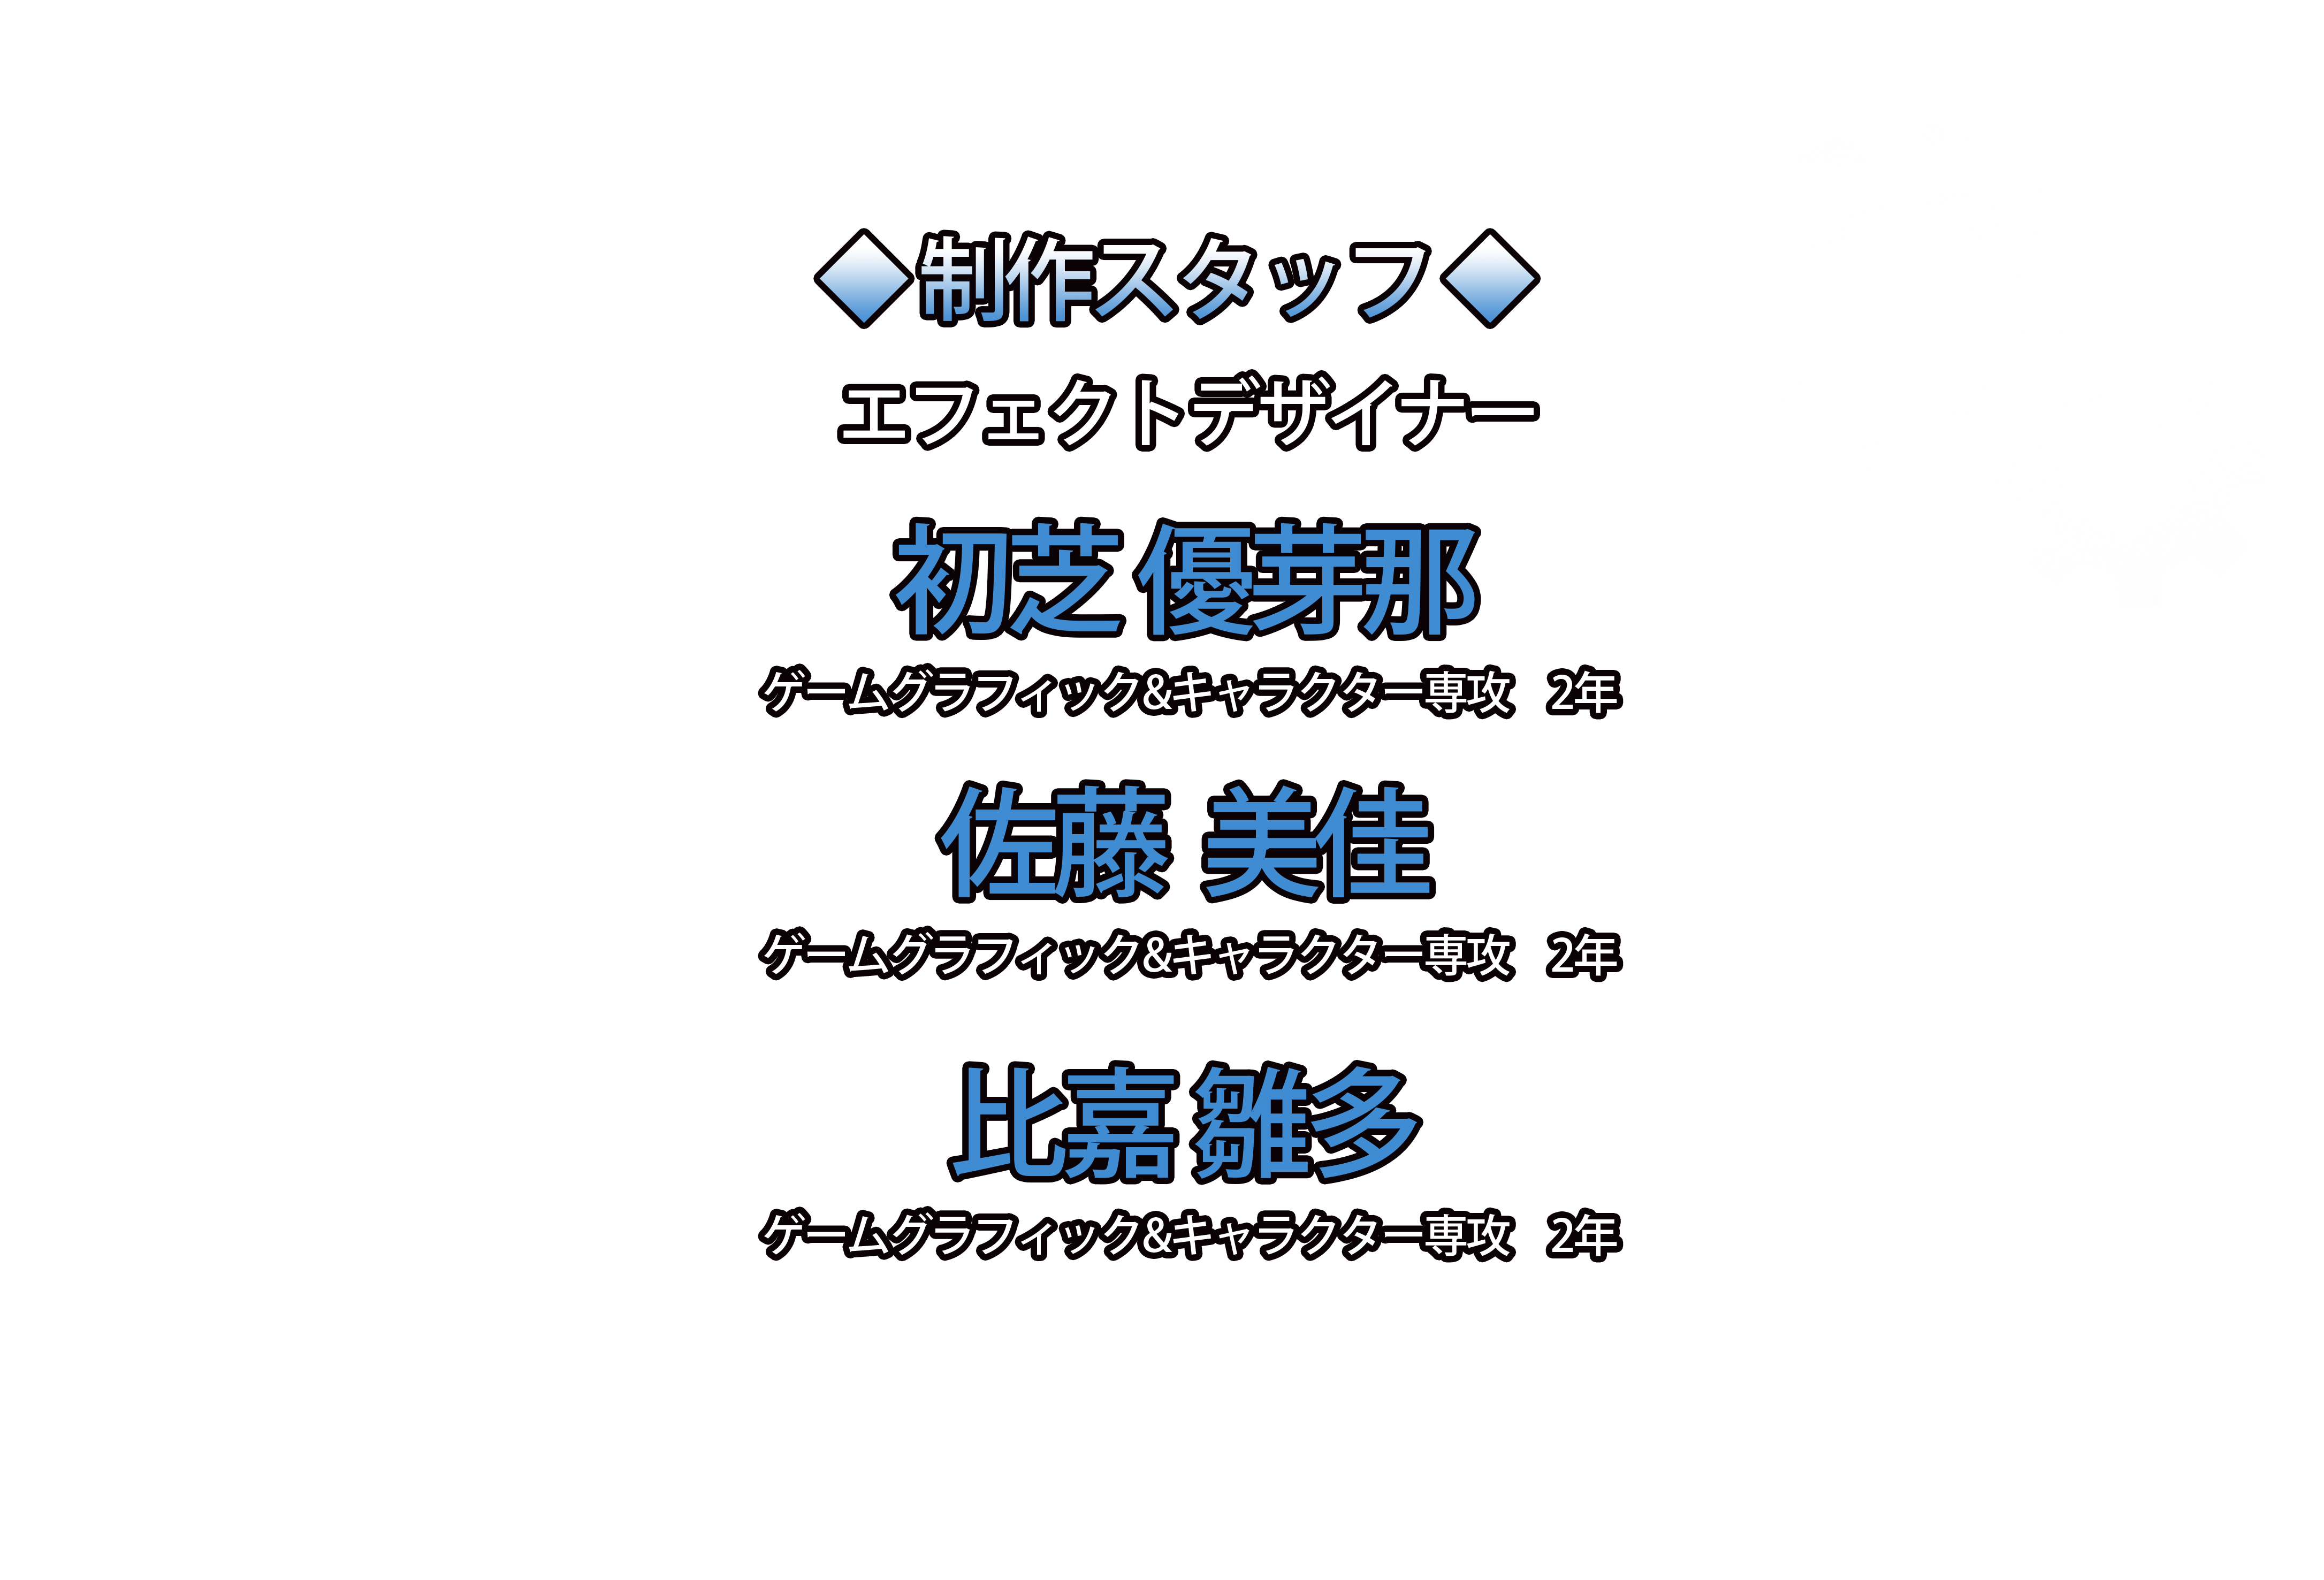 ◆制作スタッフ◆
エフェクトデザイナー
初芝 優芽那
ゲームグラフィック&キャラクター専攻 2年
佐藤 美佳
ゲームグラフィック&キャラクター専攻 2年
比嘉 雛多
ゲームグラフィック&キャラクター専攻 2年